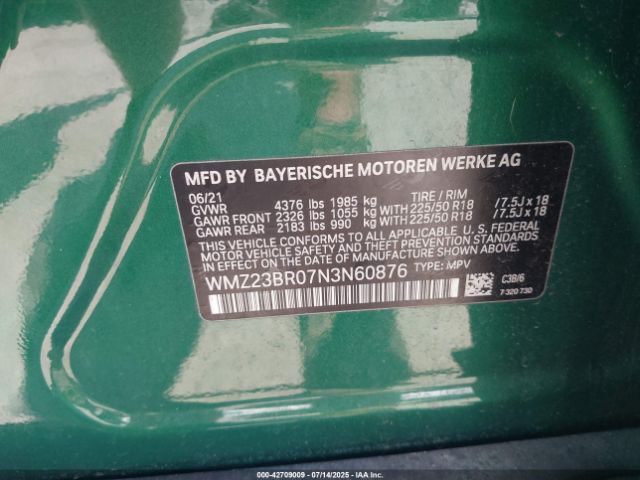 MFD BY BAYERISCHE MOTOREN WERKE AG
06/21 TIRE / RIM
GVWR 4376 lbs 1985 kg
GAWR FRONT 2326 lbs 1055 kg WITH 225/50 R18 /7.5J x 18
GAWR REAR 2183 lbs 990 kg WITH 225/50 R18 /7.5J x 18
THIS VEHICLE CONFORMS TO ALL APPLICABLE U.S. FEDERAL
MOTOR VEHICLE SAFETY, BUMPER, AND THEFT PREVENTION
STANDARDS IN EFFECT ON THE DATE OF MANUFACTURE SHOWN
ABOVE.
WMZ23BR07N3N60876 TYPE: MPV
C3B/6
7 320 730
000-42709009 07/14/2025 Copyright IAA, LLC